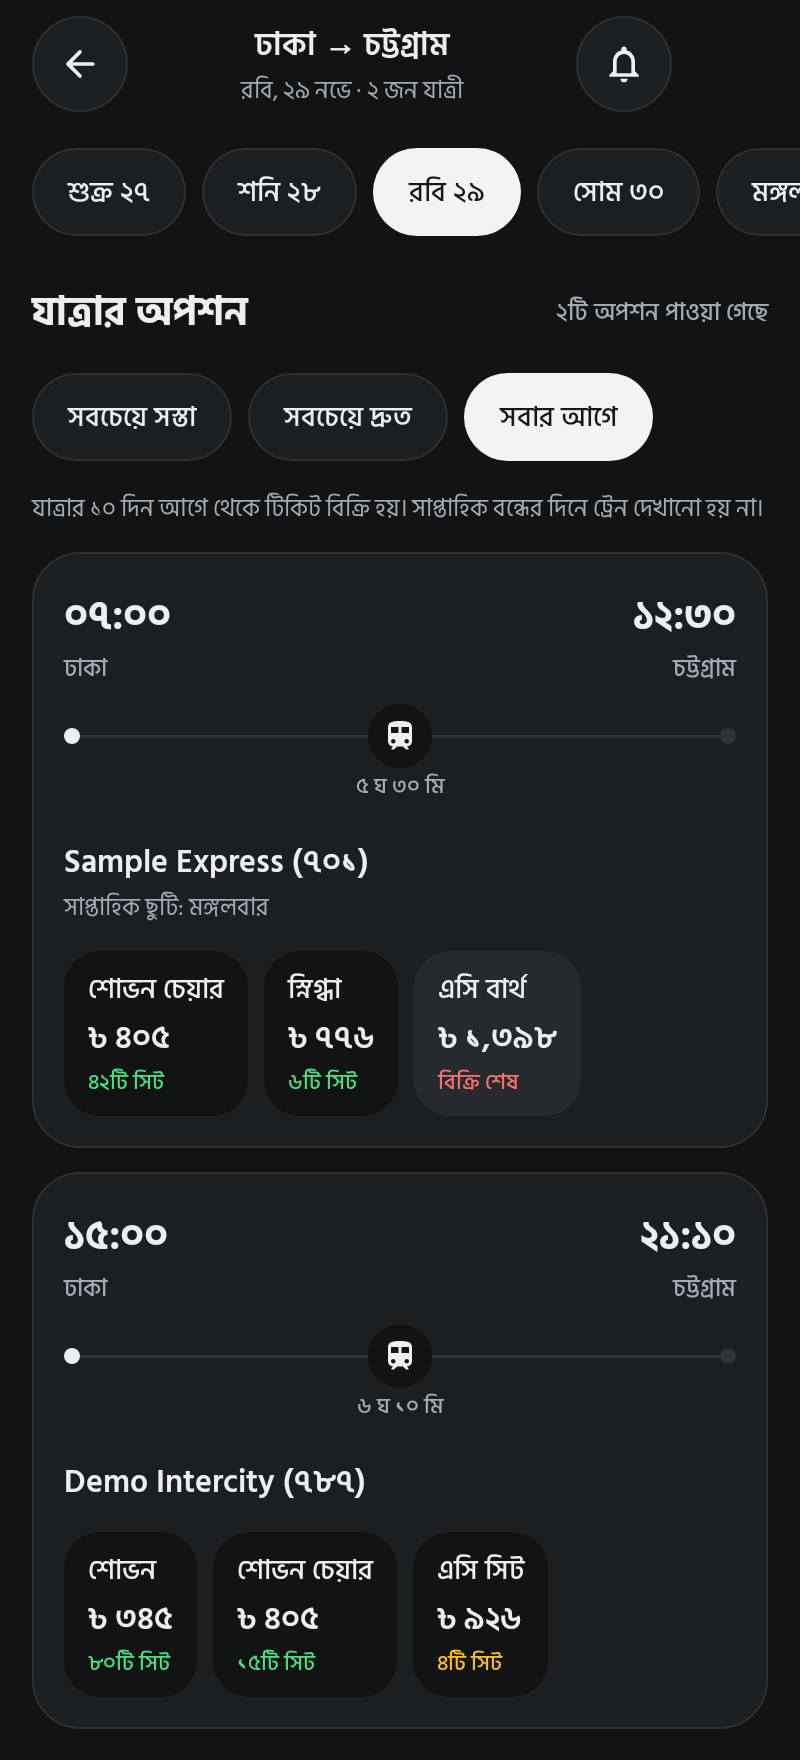 ঢাকা → চট্টগ্রাম
রবি, ২৯ নভে · ২ জন যাত্রী
শুক্র ২৭
শনি ২৮
রবি ২৯
সোম ৩০
মঙ্গল
যাত্রার অপশন
২টি অপশন পাওয়া গেছে
সবচেয়ে সস্তা
সবচেয়ে দ্রুত
সবার আগে
যাত্রার ১০ দিন আগে থেকে টিকিট বিক্রি হয়। সাপ্তাহিক বন্ধের দিনে ট্রেন দেখানো হয় না।
০৭:০০
১২:৩০
ঢাকা
চট্টগ্রাম
৫ ঘ ৩০ মি
Sample Express (৭০১)
সাপ্তাহিক ছুটি: মঙ্গলবার
শোভন চেয়ার
৳ ৪০৫
৪২টি সিট
স্নিগ্ধা
৳ ৭৭৬
৬টি সিট
এসি বার্থ
৳ ১,৩৯৮
বিক্রি শেষ
১৫:০০
২১:১০
ঢাকা
চট্টগ্রাম
৬ ঘ ১০ মি
Demo Intercity (৭৮৭)
শোভন
৳ ৩৪৫
৮০টি সিট
শোভন চেয়ার
৳ ৪০৫
১৫টি সিট
এসি সিট
৳ ৯২৬
৪টি সিট